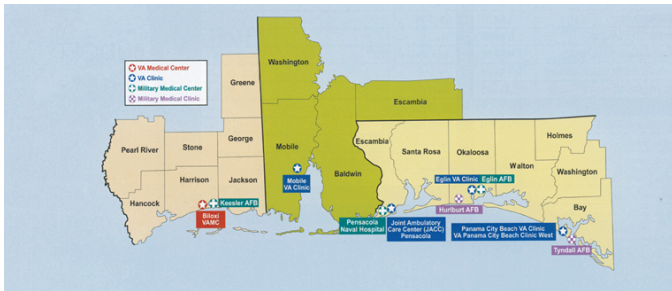 VA Medical Center
VA Clinic
Military Medical Center
Military Medical Clinic
Washington
Greene
Escambia
George
Mobile
Stone
Pearl River
Escambia
Santa Rosa
Okaloosa
Holmes
Walton
Washington
Harrison
Jackson
Baldwin
Hancock
Bay
Mobile
VA Clinic
Eglin VA Clinic
Eglin AFB
Keesler AFB
Biloxi
VAMC
Hurlburt AFB
Pensacola
Naval Hospital
Joint Ambulatory
Care Center (JACC)
Pensacola
Panama City Beach VA Clinic
VA Panama City Beach Clinic West
Tyndall AFB